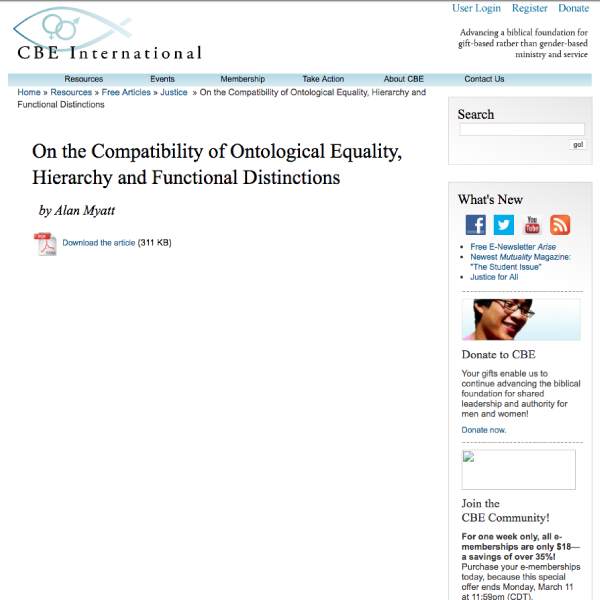 User Login Register Donate
CBE International
Advancing a biblical foundation for
gift-based rather than gender-based
ministry and service
Resources Events Membership Take Action About CBE Contact Us
Home » Resources » Free Articles » Justice » On the Compatibility of Ontological Equality, Hierarchy and
Functional Distinctions
On the Compatibility of Ontological Equality,
Hierarchy and Functional Distinctions
by Alan Myatt
PDF
Download the article (311 KB)
Search
go!
What's New
You
Tube
Free E-Newsletter Arise
Newest Mutuality Magazine:
"The Student Issue"
Justice for All
Donate to CBE
Your gifts enable us to
continue advancing the biblical
foundation for shared
leadership and authority for
men and women!
Donate now.
Join the
CBE Community!
For one week only, all e-
memberships are only $18—
a savings of over 35%!
Purchase your e-memberships
today, because this special
offer ends Monday, March 11
at 11:59pm (CDT).